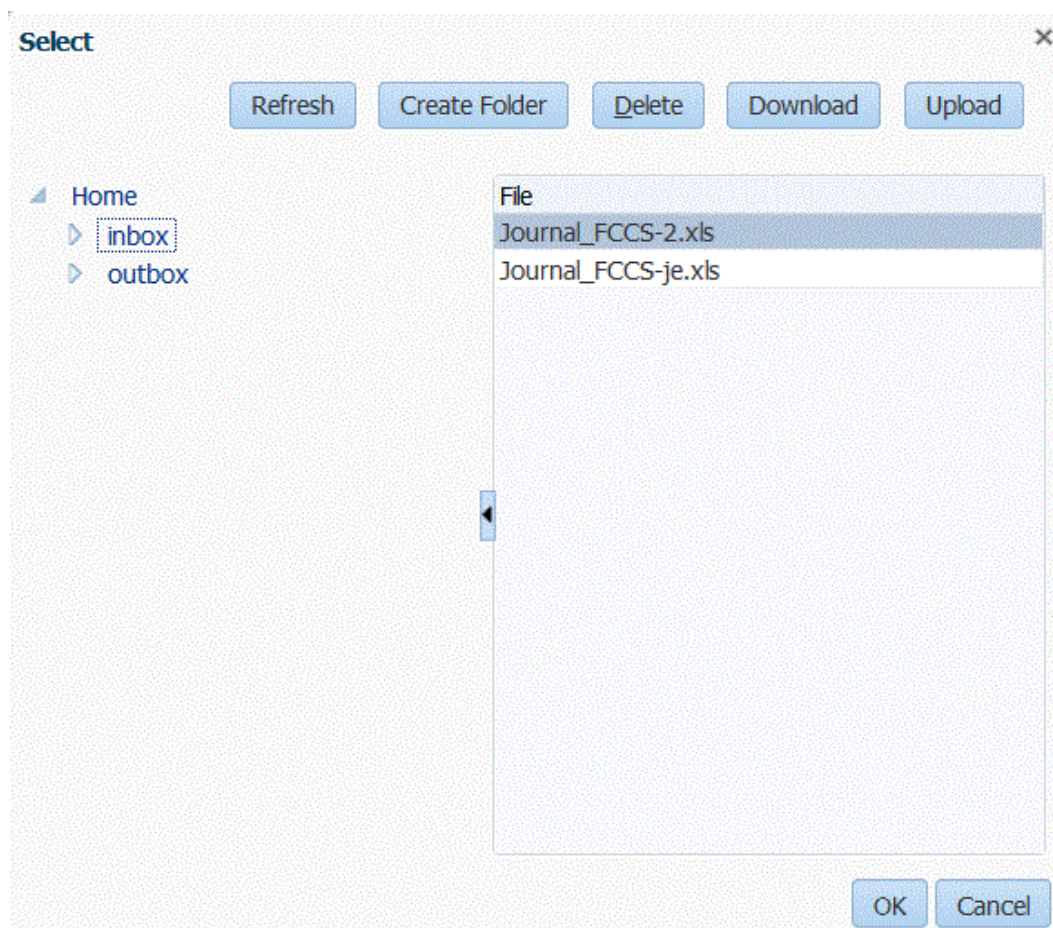 Select
Refresh Create Folder Delete Download Upload
Home
inbox
outbox
File
Journal_FCCS-2.xls
Journal_FCCS-je.xls
OK Cancel